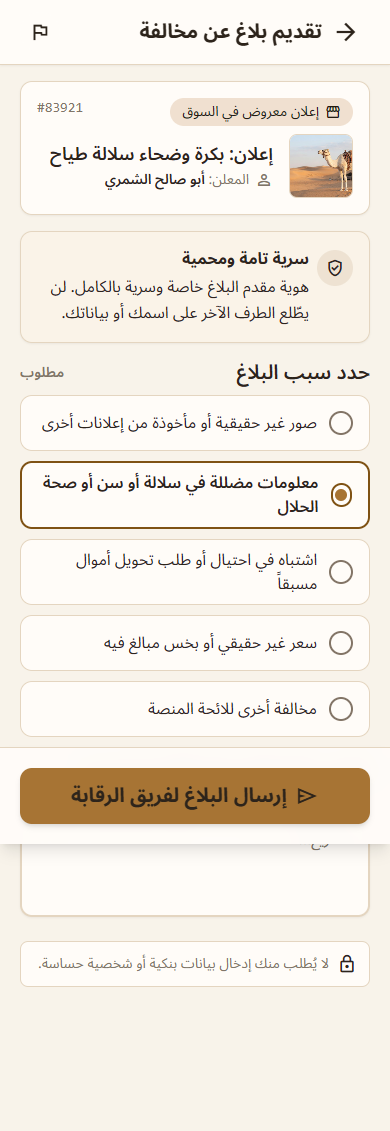 تقديم بلاغ عن مخالفة
إعلان معروض في السوق
#83921
إعلان: بكرة وضحاء سلالة طياح
المعلن: أبو صالح الشمري
سرية تامة ومحمية
هوية مقدم البلاغ خاصة وسرية بالكامل. لن
يطّلع الطرف الآخر على اسمك أو بياناتك.
حدد سبب البلاغ
مطلوب
صور غير حقيقية أو مأخوذة من إعلانات أخرى
معلومات مضللة في سلالة أو سن أو صحة
الحلال
اشتباه في احتيال أو طلب تحويل أموال
مسبقاً
سعر غير حقيقي أو بخس مبالغ فيه
مخالفة أخرى للائحة المنصة
إرسال البلاغ لفريق الرقابة
لا يُطلب منك إدخال بيانات بنكية أو شخصية حساسة.